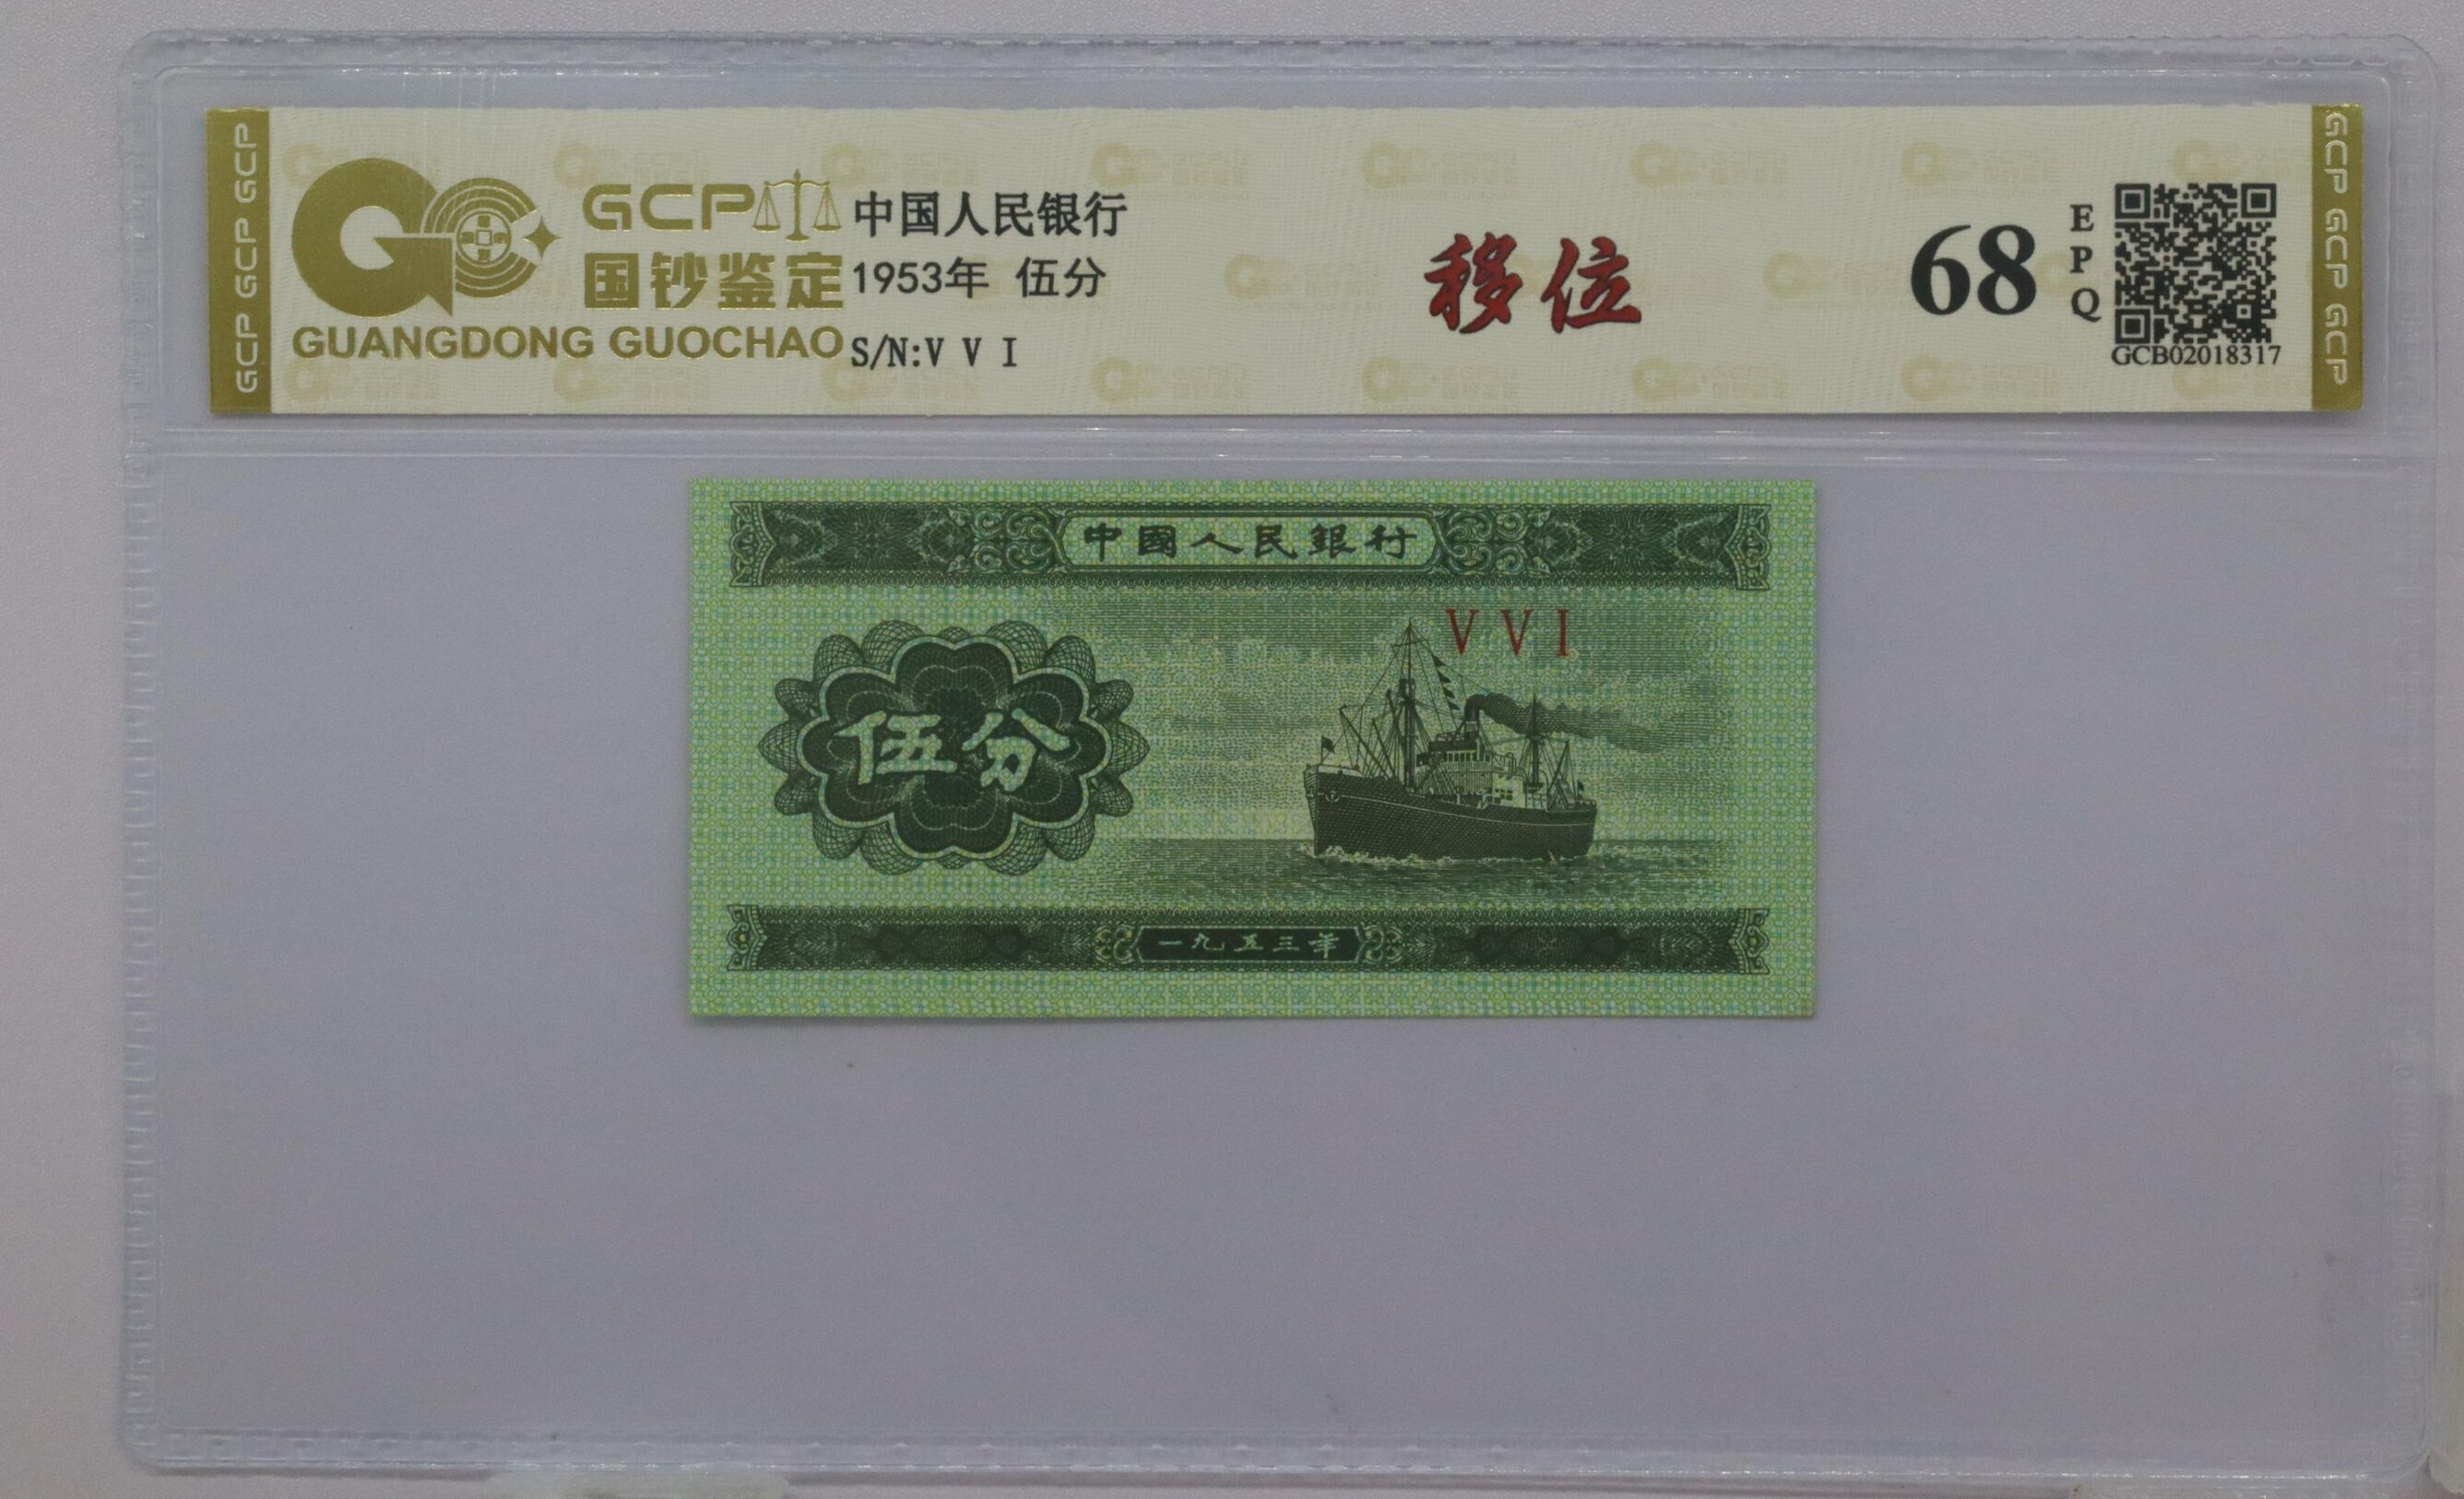 GCP GCP GCP
GCP
国钞鉴定
GUANGDONG GUOCHAO
中国人民银行
1953年 伍分
S/N:V V I
移位
68
EPQ
GCB02018317
GCP GCP GCP
中國人民銀行
V V I
伍分
一九五三年